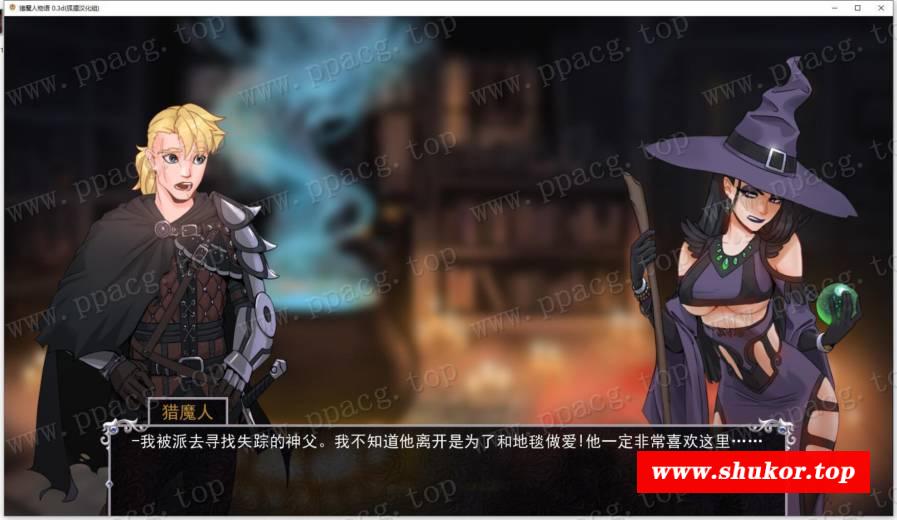 猎魔人物语 0.3d(狐狸汉化组)
www.ppacg.top
猎魔人
-我被派去寻找失踪的神父。我不知道他离开是为了和地毯做爱!他一定非常喜欢这里……
www.shukor.top